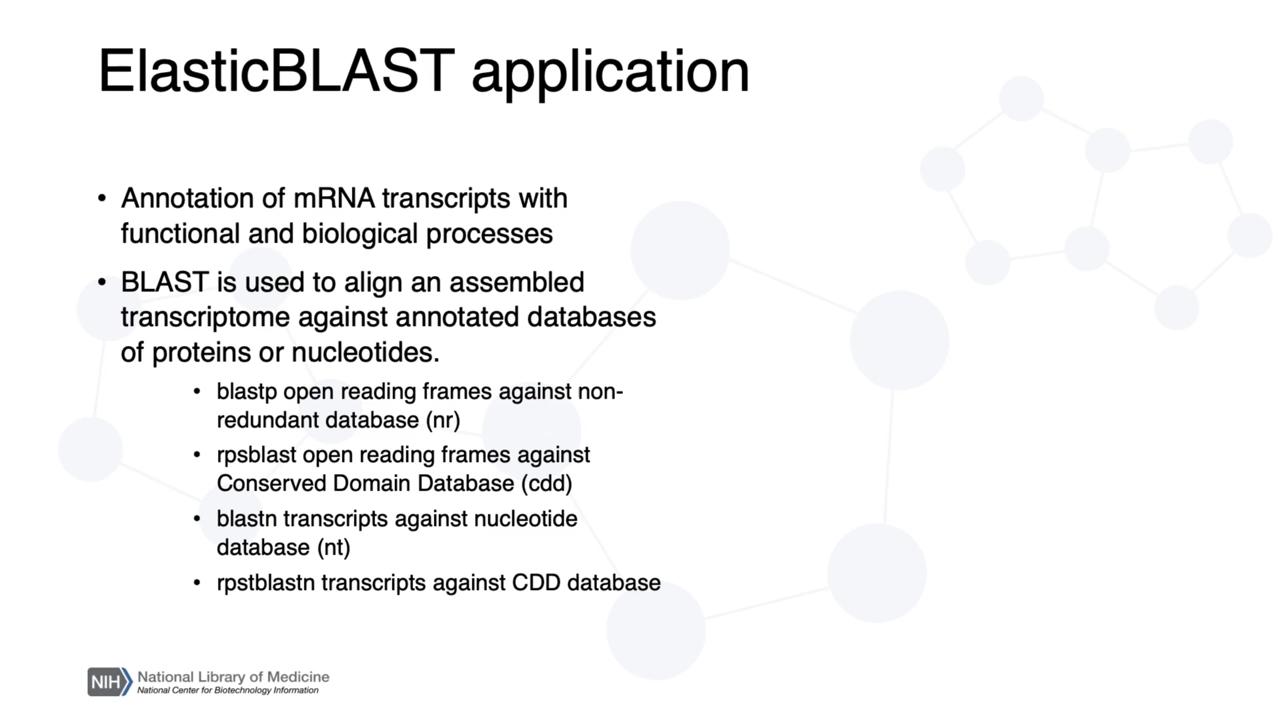 ElasticBLAST application
• Annotation of mRNA transcripts with
functional and biological processes
• BLAST is used to align an assembled
transcriptome against annotated databases
of proteins or nucleotides.
• blastp open reading frames against non-
redundant database (nr)
• rpsblast open reading frames against
Conserved Domain Database (cdd)
• blastn transcripts against nucleotide
database (nt)
• rpstblastn transcripts against CDD database
NIH National Library of Medicine
National Center for Biotechnology Information